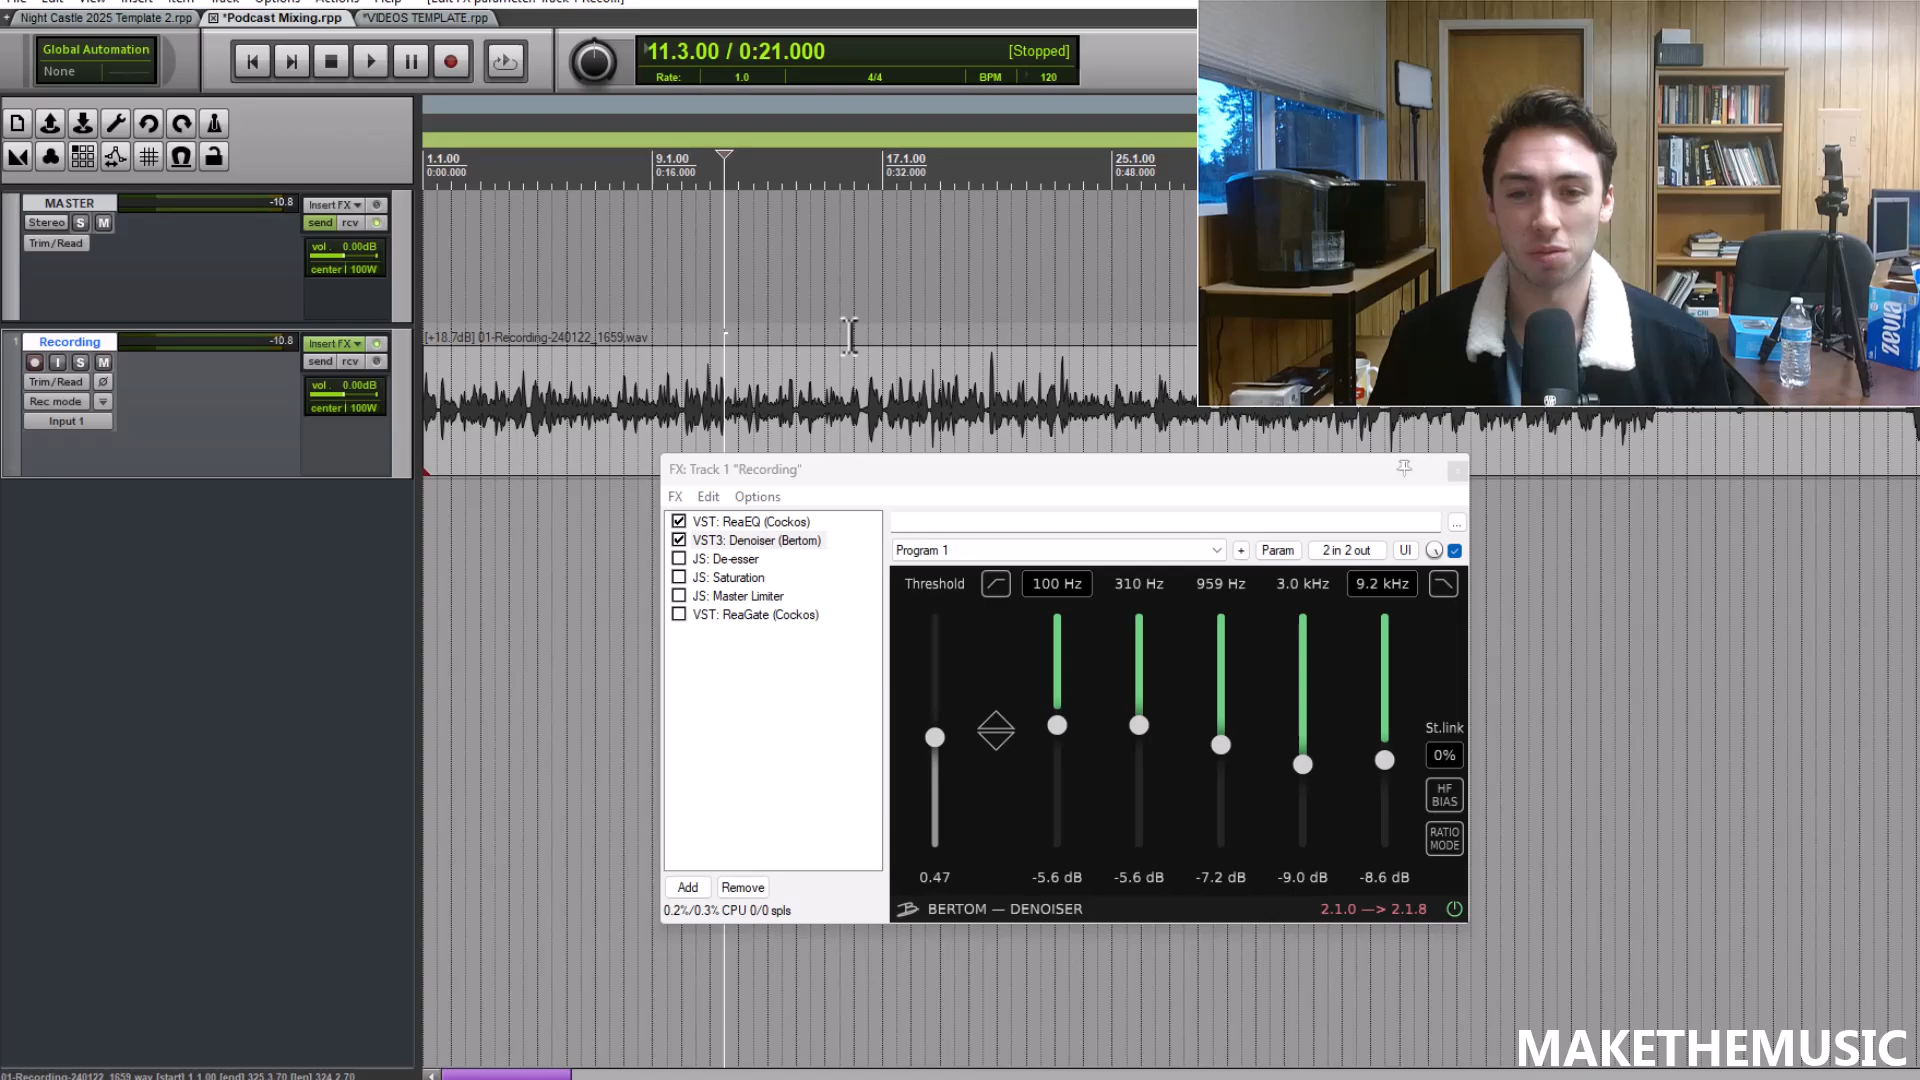 Night Castle 2025 Template 2.rpp
*Podcast Mixing.rpp
*VIDEOS TEMPLATE.rpp
Global Automation
None
11.3.00 / 0:21.000
[Stopped]
Rate:
1.0
4/4
BPM
120
1.1.00
0:00.000
9.1.00
0:16.000
17.1.00
0:32.000
25.1.00
0:48.000
MASTER
-10.8
Insert FX
Stereo
S
M
send
rcv
Trim/Read
vol
0.00dB
center
100W
[+18.7dB] 01-Recording-240122_1659.wav
1
Recording
-10.8
Insert FX
I
S
M
send
rcv
Trim/Read
Rec mode
Input 1
vol
0.00dB
center
100W
zevia
FX: Track 1 "Recording"
FX
Edit
Options
VST: ReaEQ (Cockos)
VST3: Denoiser (Bertom)
JS: De-esser
JS: Saturation
JS: Master Limiter
VST: ReaGate (Cockos)
...
Program 1
+
Param
2 in 2 out
UI
Threshold
100 Hz
310 Hz
959 Hz
3.0 kHz
9.2 kHz
St.link
0%
HF
BIAS
RATIO
MODE
0.47
-5.6 dB
-5.6 dB
-7.2 dB
-9.0 dB
-8.6 dB
Add
Remove
0.2%/0.3% CPU 0/0 spls
BERTOM — DENOISER
2.1.0 —> 2.1.8
MAKETHEMUSIC